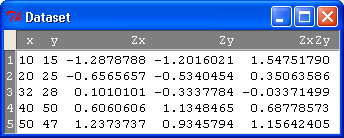 Dataset
x y Zx Zy ZxZy
1 10 15 -1.2878788 -1.2016021 1.54751790
2 20 25 -0.6565657 -0.5340454 0.35063586
3 32 28 0.1010101 -0.3337784 -0.03371499
4 40 50 0.6060606 1.1348465 0.68778573
5 50 47 1.2373737 0.9345794 1.15642405